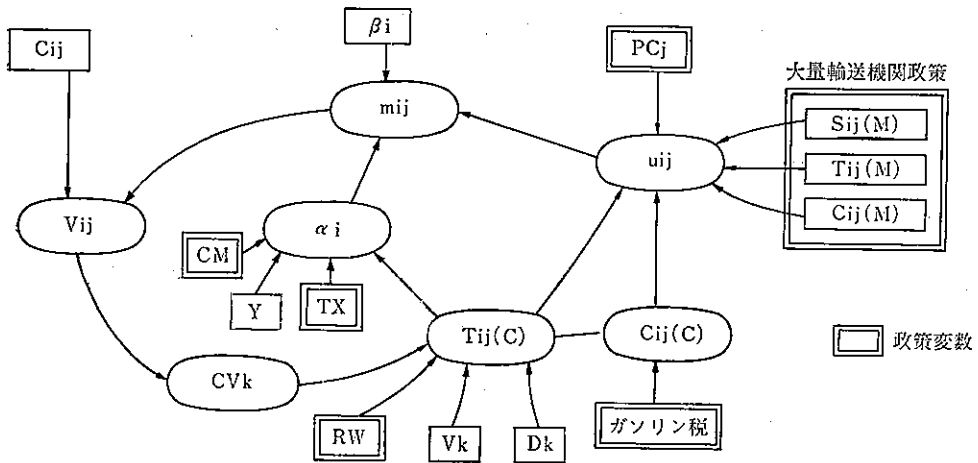 βi
Cij
PCj
大量輸送機関政策
mij
Sij(M)
uij
Tij(M)
Cij(M)
Vij
αi
CM
Y
TX
Tij(C)
Cij(C)
政策変数
CVk
RW
Vk
Dk
ガソリン税